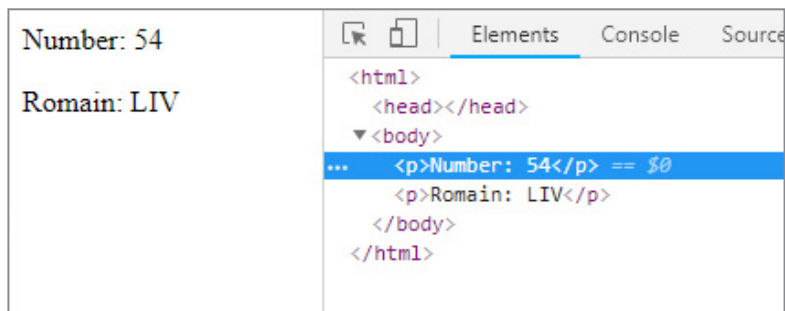 Number: 54
Romain: LIV
Elements Console Source
<html>
<head></head>
▼<body>
... <p>Number: 54</p> == $0
<p>Romain: LIV</p>
</body>
</html>